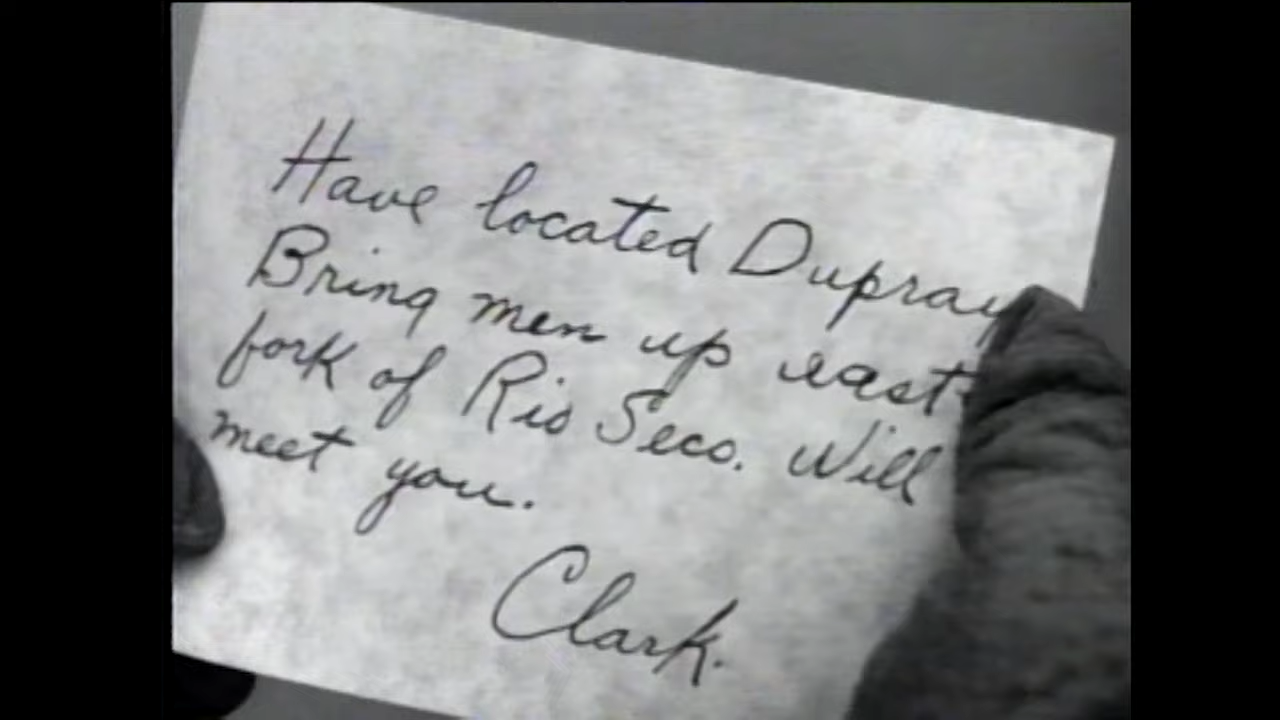 Have located Dupray
Bring men up east
fork of Rio Seco. Will
meet you.
Clark.